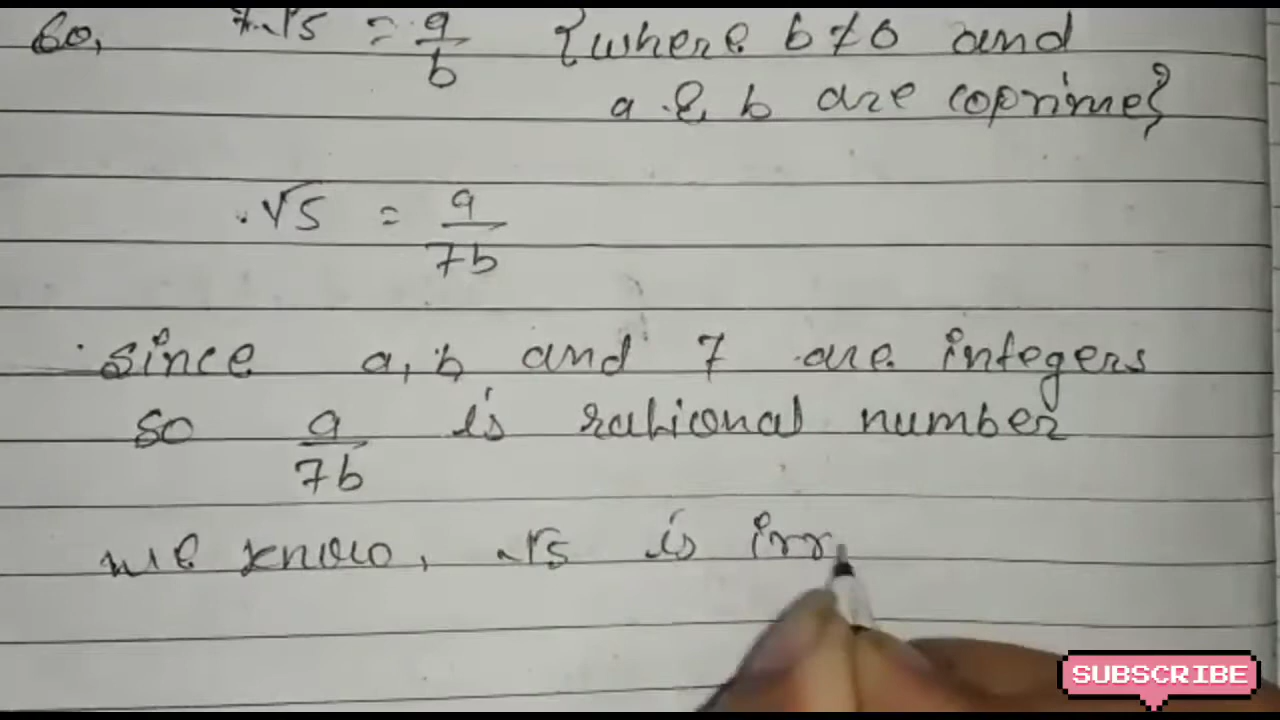 So, 7√5 = a/b {where b≠0 and
a & b are coprime}
√5 = a/7b
since a, b and 7 are integers
so a/7b is rational number
we know, √5 is irr
SUBSCRIBE